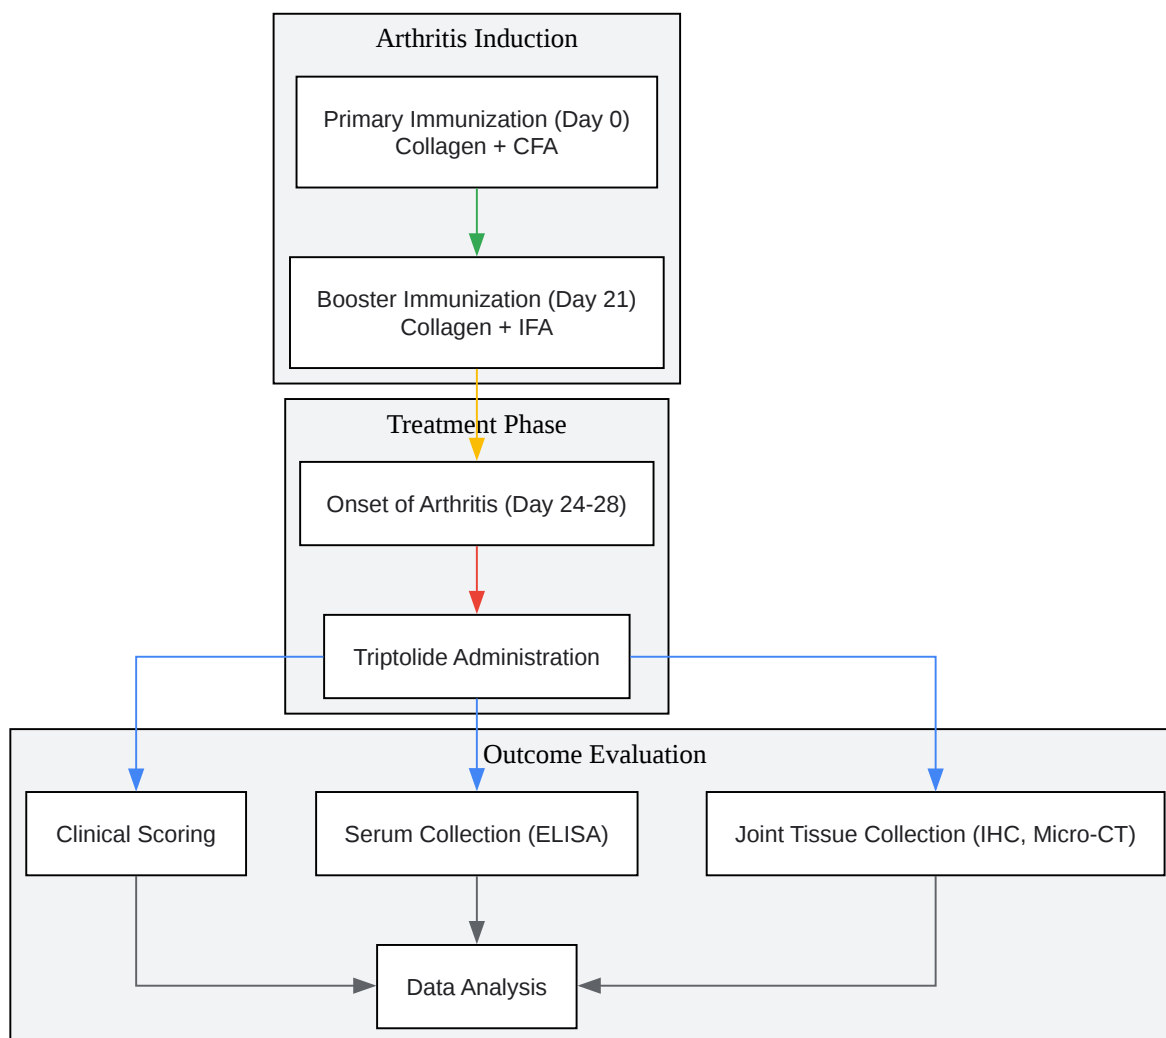 Arthritis Induction
Primary Immunization (Day 0)
Collagen + CFA
Booster Immunization (Day 21)
Collagen + IFA
Treatment Phase
Onset of Arthritis (Day 24-28)
Triptolide Administration
Outcome Evaluation
Clinical Scoring
Serum Collection (ELISA)
Joint Tissue Collection (IHC, Micro-CT)
Data Analysis